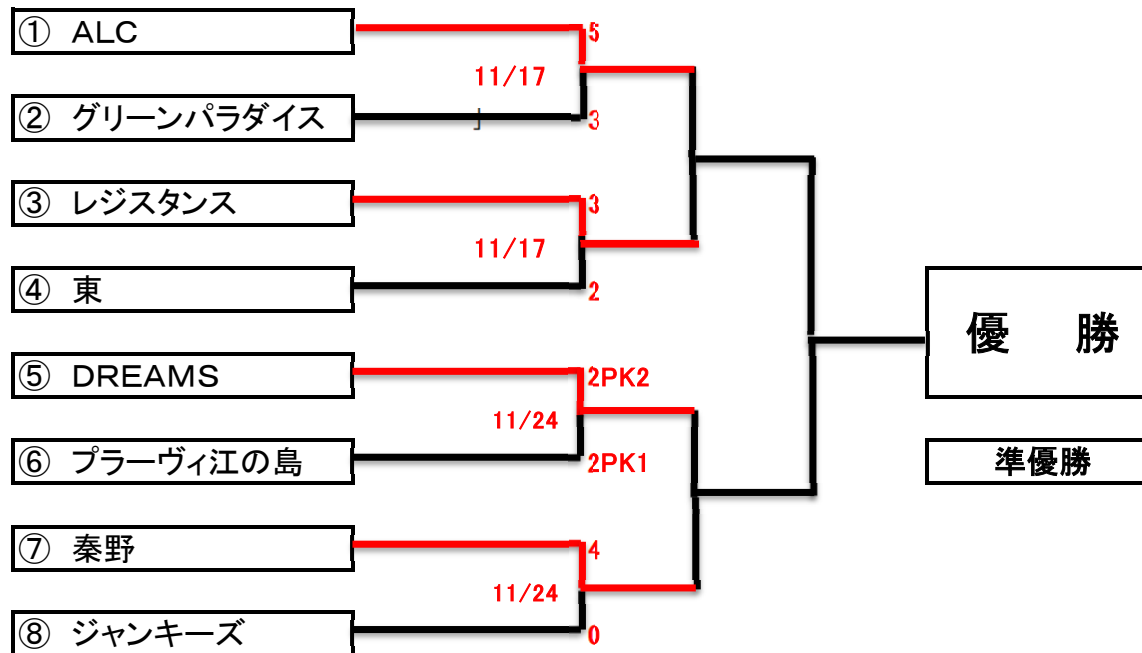 ① ALC
5
11/17
② グリーンパラダイス
」
3
③ レジスタンス
3
11/17
④ 東
2
優 勝
⑤ DREAMS
2PK2
11/24
⑥ プラーヴィ江の島
2PK1
準優勝
⑦ 秦野
4
11/24
⑧ ジャンキーズ
0